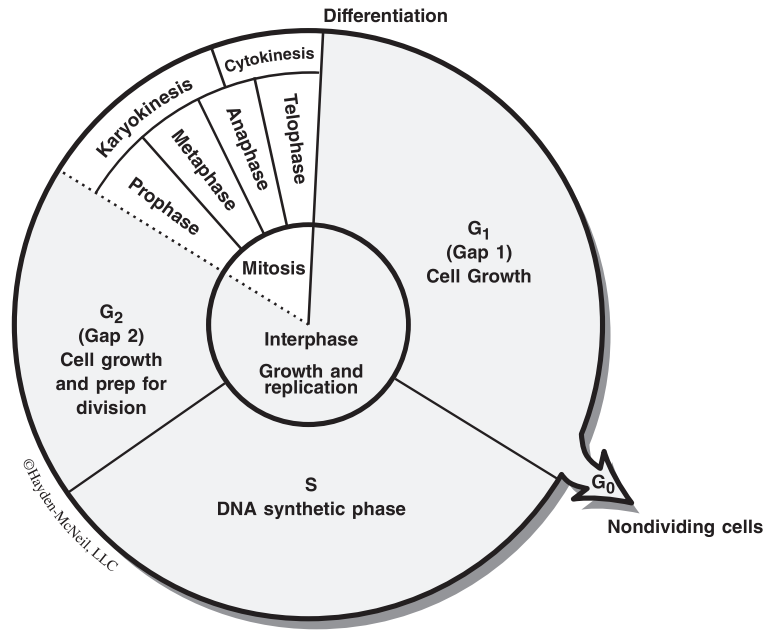 Differentiation
Karyokinesis
Cytokinesis
Prophase
Metaphase
Anaphase
Telophase
Mitosis
G1
(Gap 1)
Cell Growth
Interphase
Growth and
replication
G2
(Gap 2)
Cell growth
and prep for
division
S
DNA synthetic phase
G0
Nondividing cells
©Hayden-McNeil, LLC